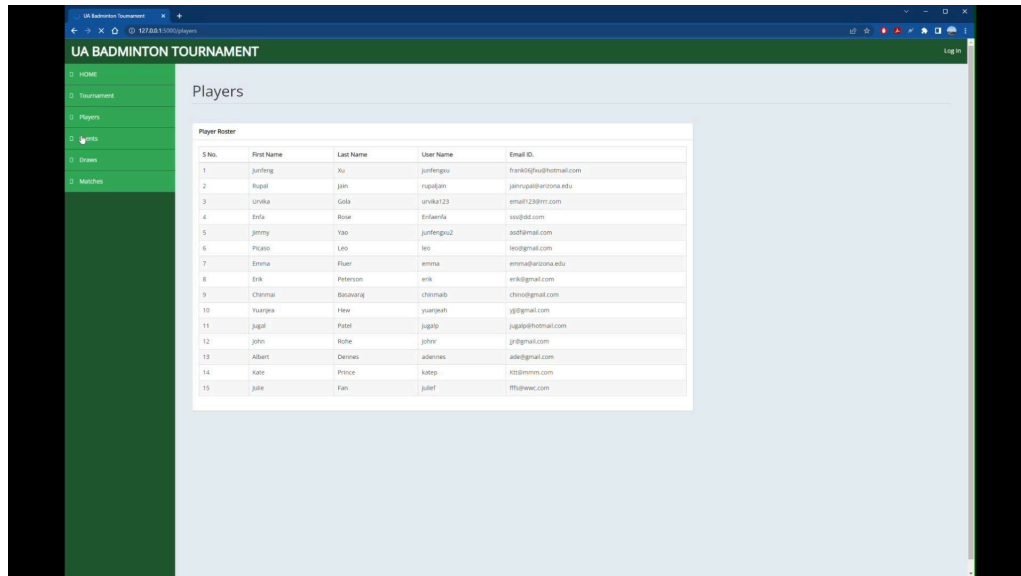 UA Badminton Tournament
127.0.0.1:5000/players
UA BADMINTON TOURNAMENT
Log In
HOME
Tournament
Players
Events
Draws
Matches
Players
Player Roster
S No. First Name Last Name User Name Email ID.
1 Junfeng Xu junfengxu frank06jfxu@hotmail.com
2 Rupal Jain rupaljain jainrupal@arizona.edu
3 Urvika Gola urvika123 email123@rrr.com
4 Enfa Rose Enfaenfa sss@dd.com
5 Jimmy Yao junfengxu2 asdf@mail.com
6 Picaso Leo leo leo@gmail.com
7 Emma Fluer emma emma@arizona.edu
8 Erik Peterson erik erik@gmail.com
9 Chinmai Basavaraj chinmaib chino@gmail.com
10 Yuanjea Hew yuanjeah yjj@gmail.com
11 Jugal Patel jugalp jugalp@hotmail.com
12 John Rohe johnr jjr@gmail.com
13 Albert Dennes adennes ade@gmail.com
14 Kate Prince katep Ktt@mmm.com
15 Julie Fan julief fffs@wwc.com